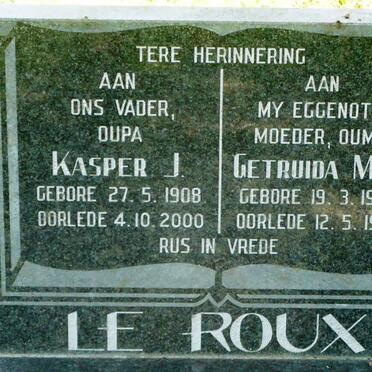 TERE HERINNERING
AAN
ONS VADER,
OUPA
KASPER J.
GEBORE 27.5.1908
OORLEDE 4.10.2000
AAN
MY EGGENOT
MOEDER, OUM
GETRUIDA M
GEBORE 19.3.19
OORLEDE 12.5.19
RUS IN VREDE
LE ROUX